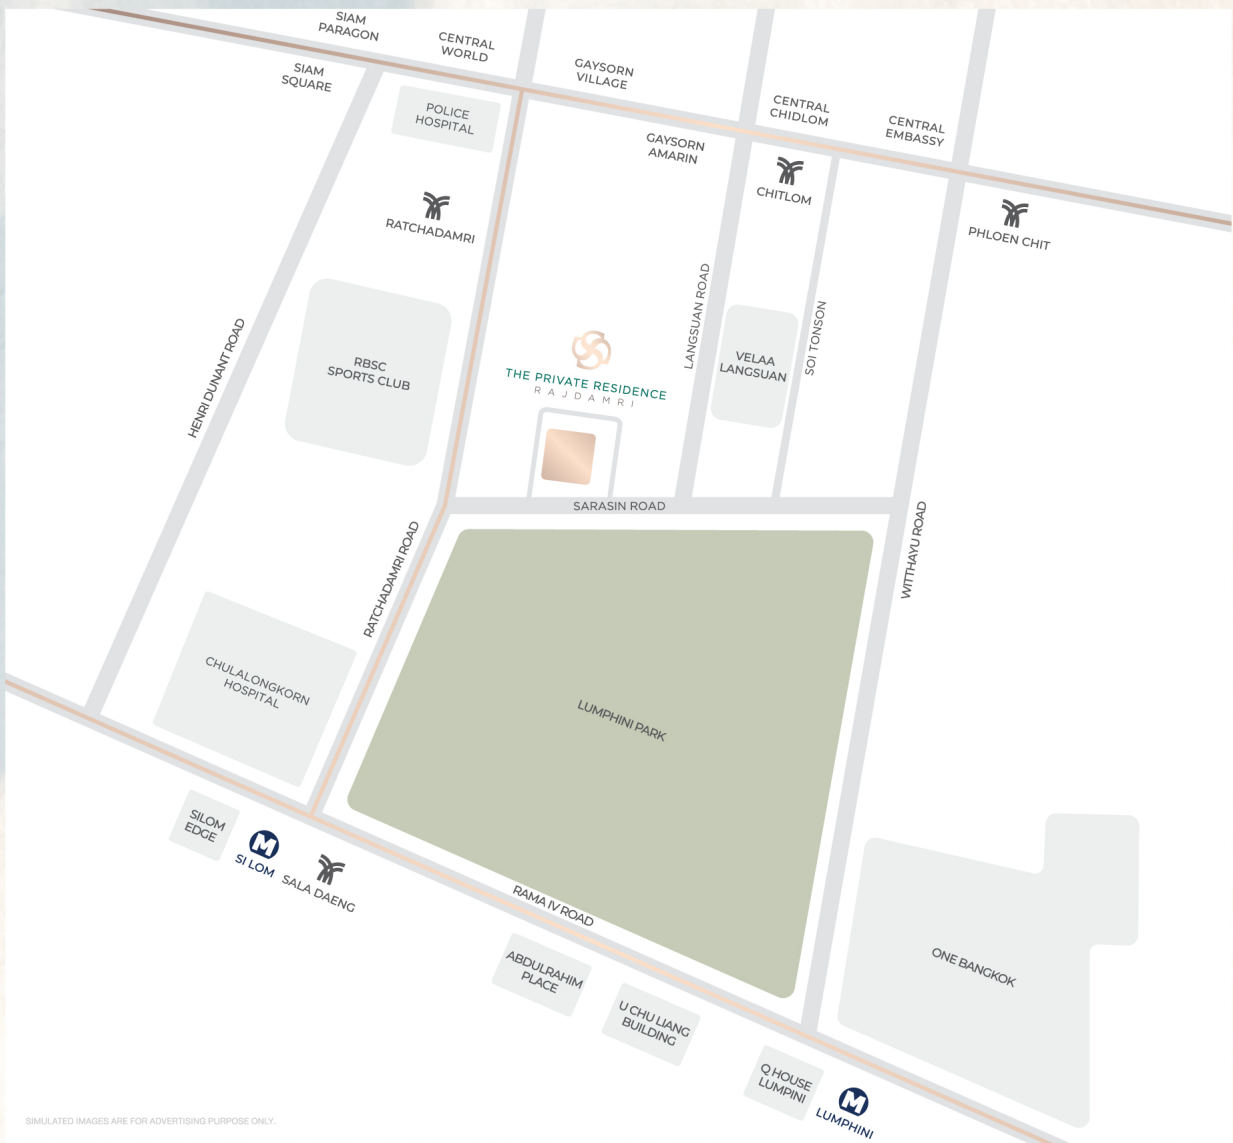 SIAM
PARAGON
CENTRAL
WORLD
SIAM
SQUARE
GAYSORN
VILLAGE
POLICE
HOSPITAL
CENTRAL
CHIDLOM
CENTRAL
EMBASSY
GAYSORN
AMARIN
CHITLOM
RATCHADAMRI
PHLOEN CHIT
LANGSUAN ROAD
SOI TONSON
HENRI DUNANT ROAD
RBSC
SPORTS CLUB
VELAA
LANGSUAN
THE PRIVATE RESIDENCE
RAJDAMRI
SARASIN ROAD
WITTHAYU ROAD
RATCHADAMRI ROAD
CHULALONGKORN
HOSPITAL
LUMPHINI PARK
SILOM
EDGE
M
SI LOM
SALA DAENG
RAMA IV ROAD
ABDULRAHIM
PLACE
ONE BANGKOK
U CHU LIANG
BUILDING
Q HOUSE
LUMPINI
M
LUMPHINI
SIMULATED IMAGES ARE FOR ADVERTISING PURPOSE ONLY.